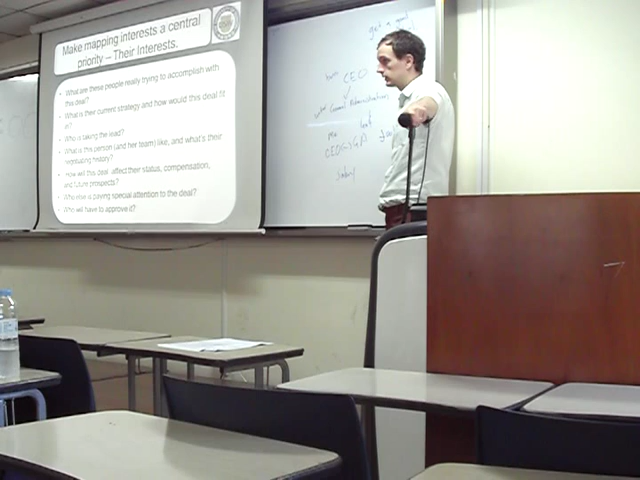 Make mapping interests a central
priority – Their Interests.
• What are these people really trying to accomplish with
this deal?
• What is their current strategy and how would this deal fit
in?
• Who is taking the lead?
• What is this person (and her team) like, and what's their
negotiating history?
• How will this deal affect their status, compensation,
and future prospects?
• Who else is paying special attention to the deal?
• Who will have to approve it?
get a
CEO